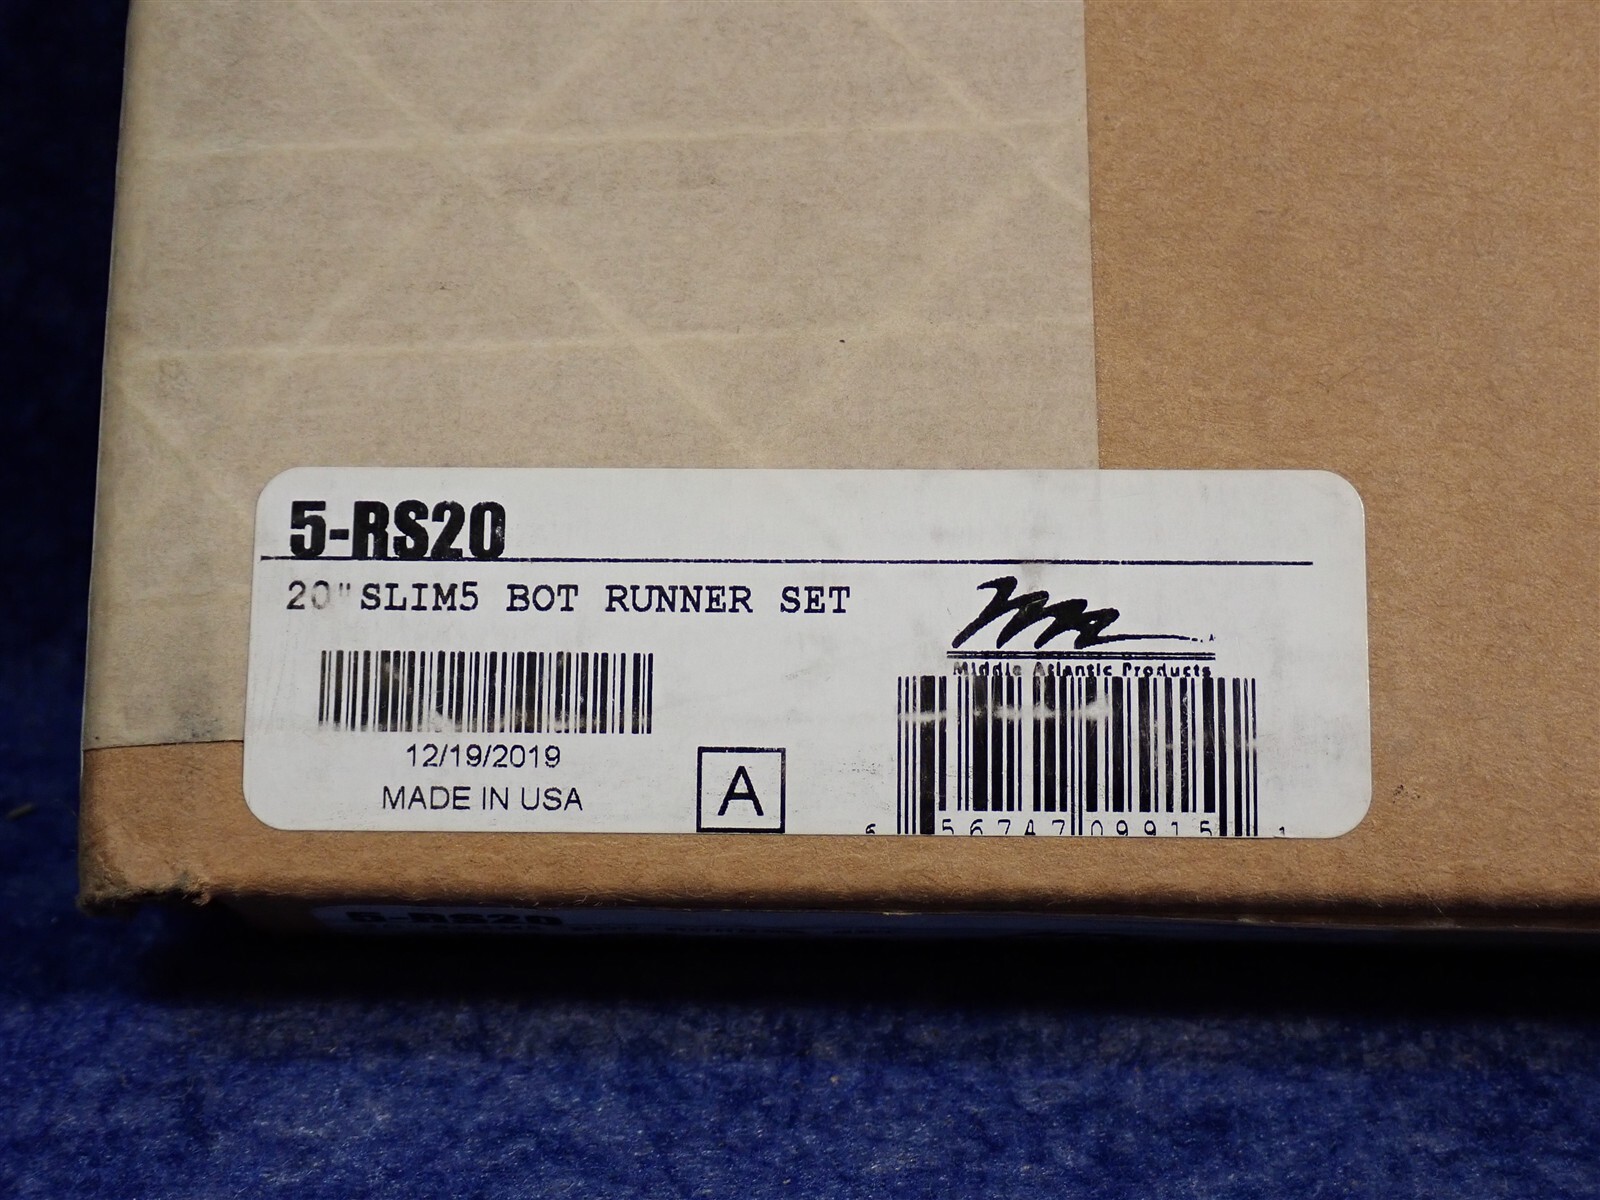 5-RS20
20" SLIM5 BOT RUNNER SET
Middle Atlantic Products
12/19/2019
MADE IN USA
A
6 56747 09915 1
5-RS20